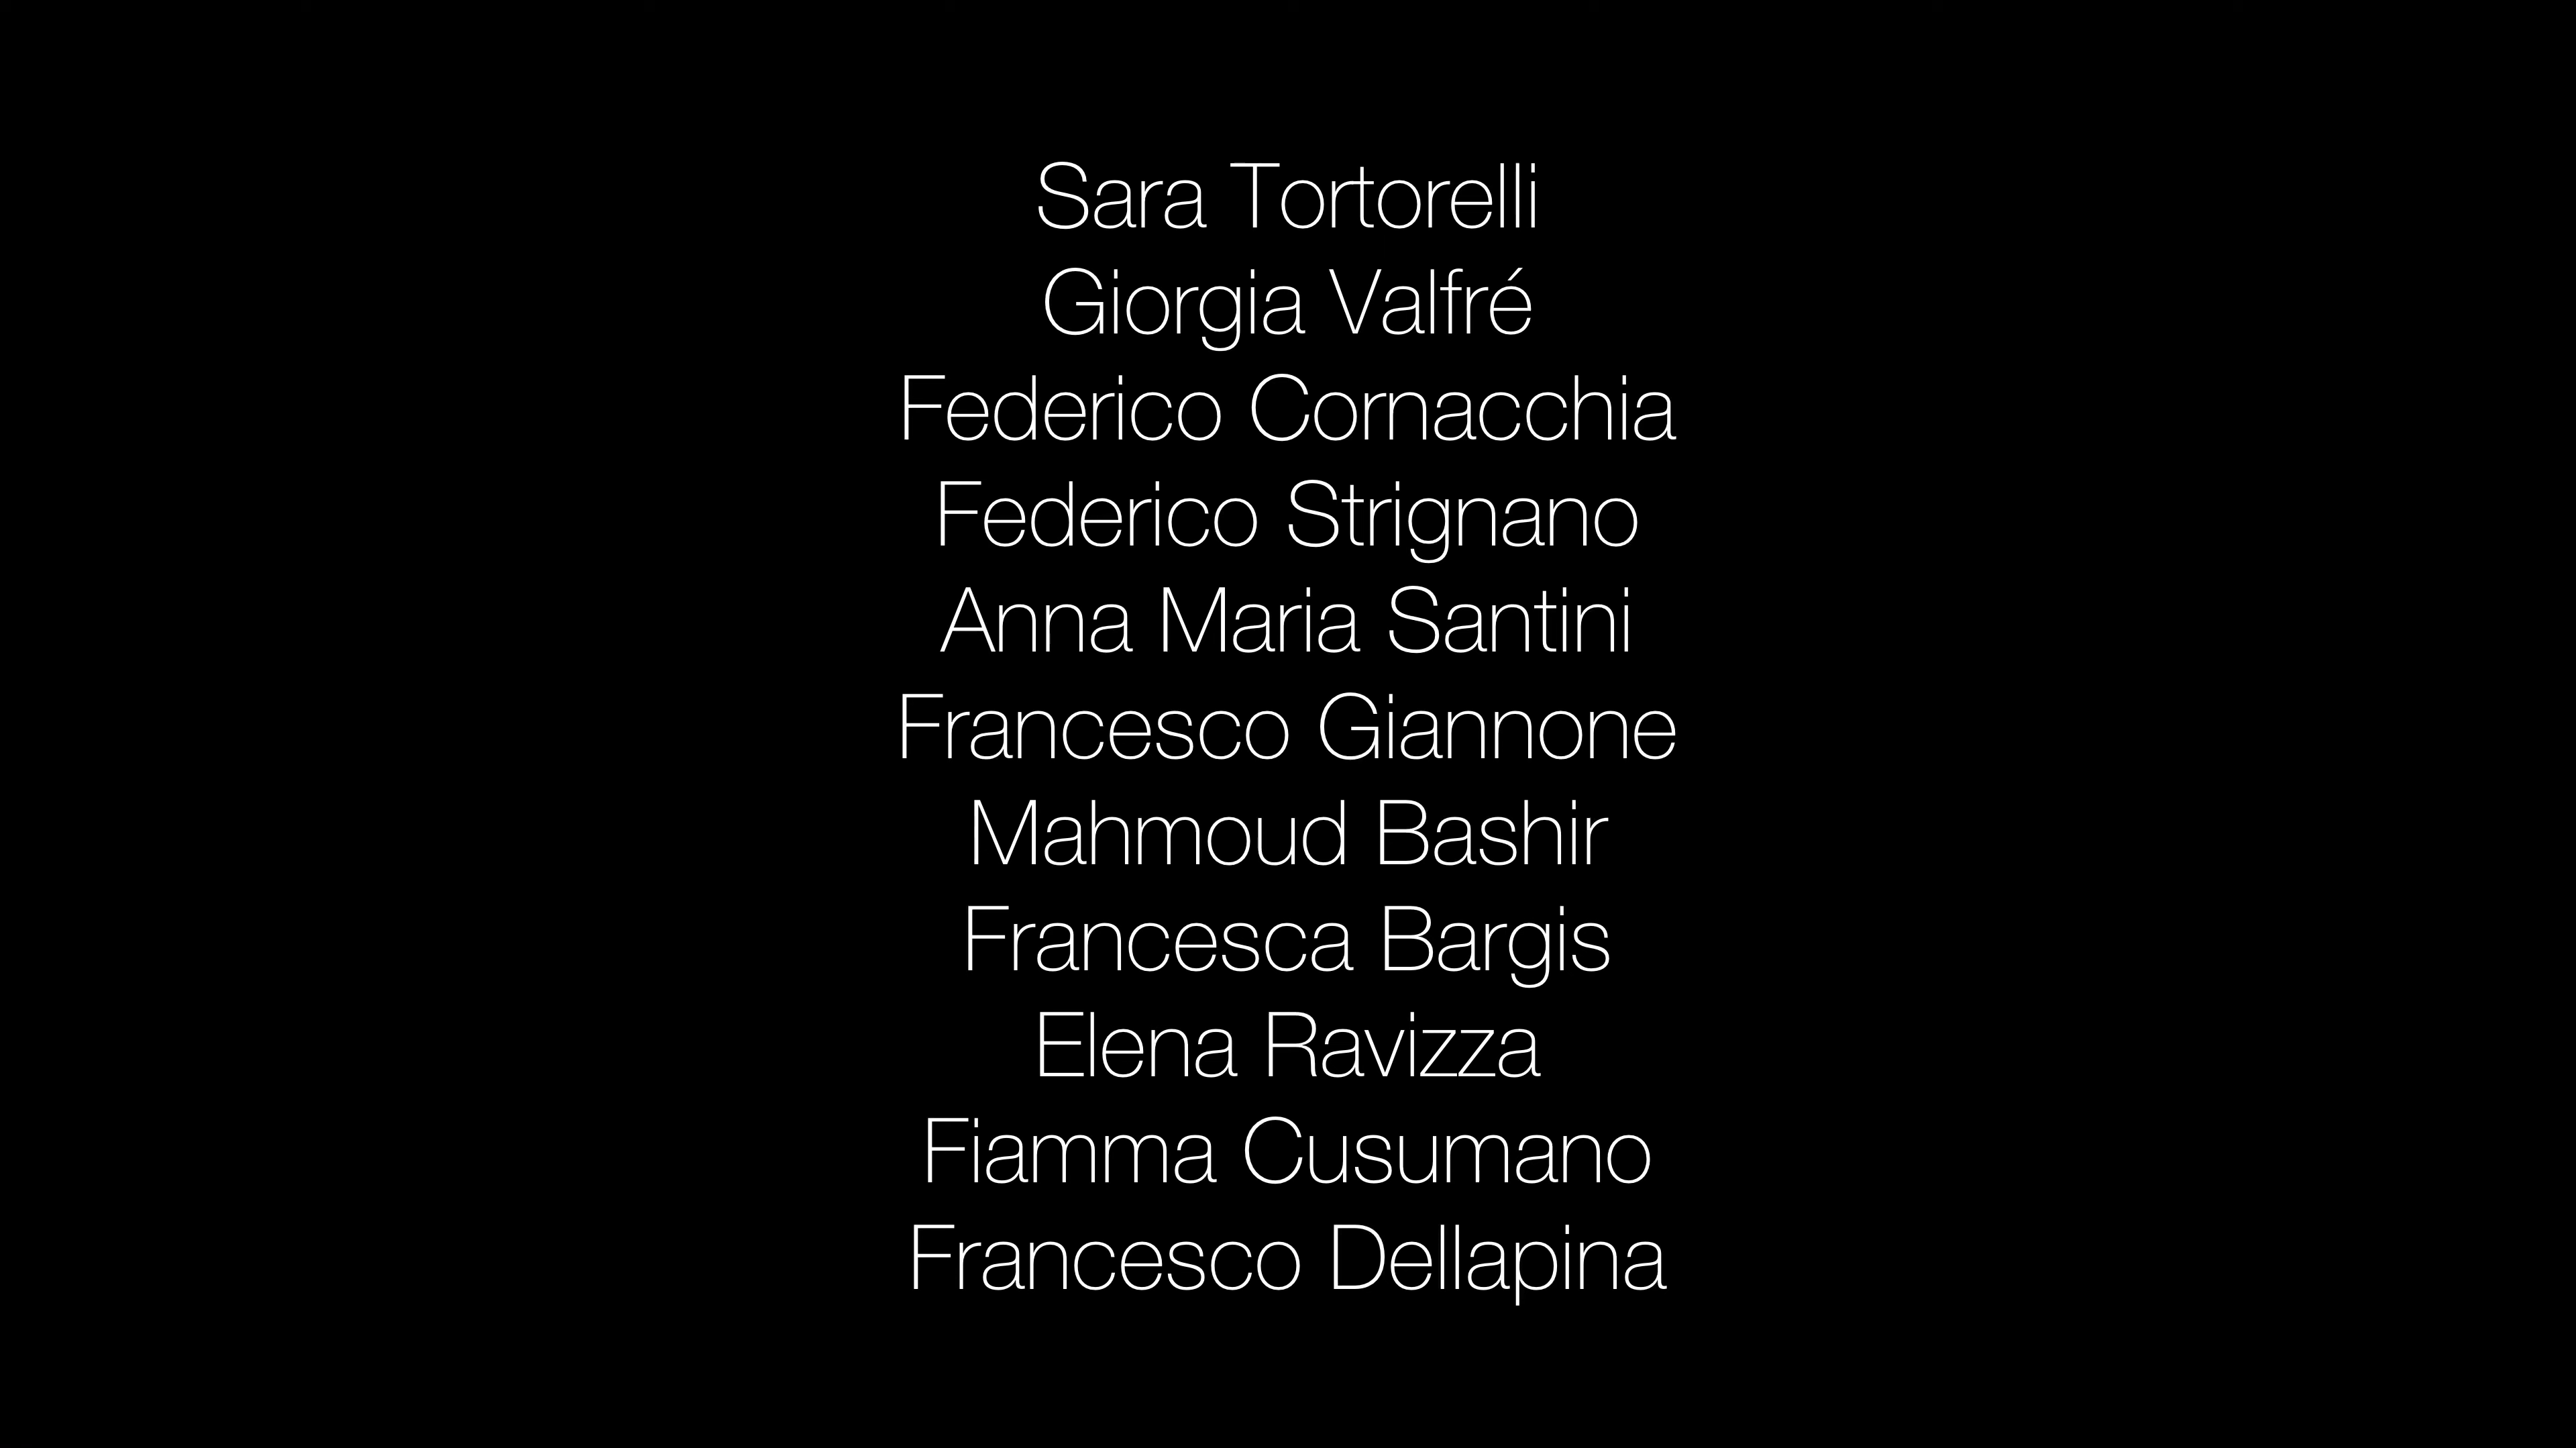 Sara Tortorelli
Giorgia Valfré
Federico Cornacchia
Federico Strignano
Anna Maria Santini
Francesco Giannone
Mahmoud Bashir
Francesca Bargis
Elena Ravizza
Fiamma Cusumano
Francesco Dellapina